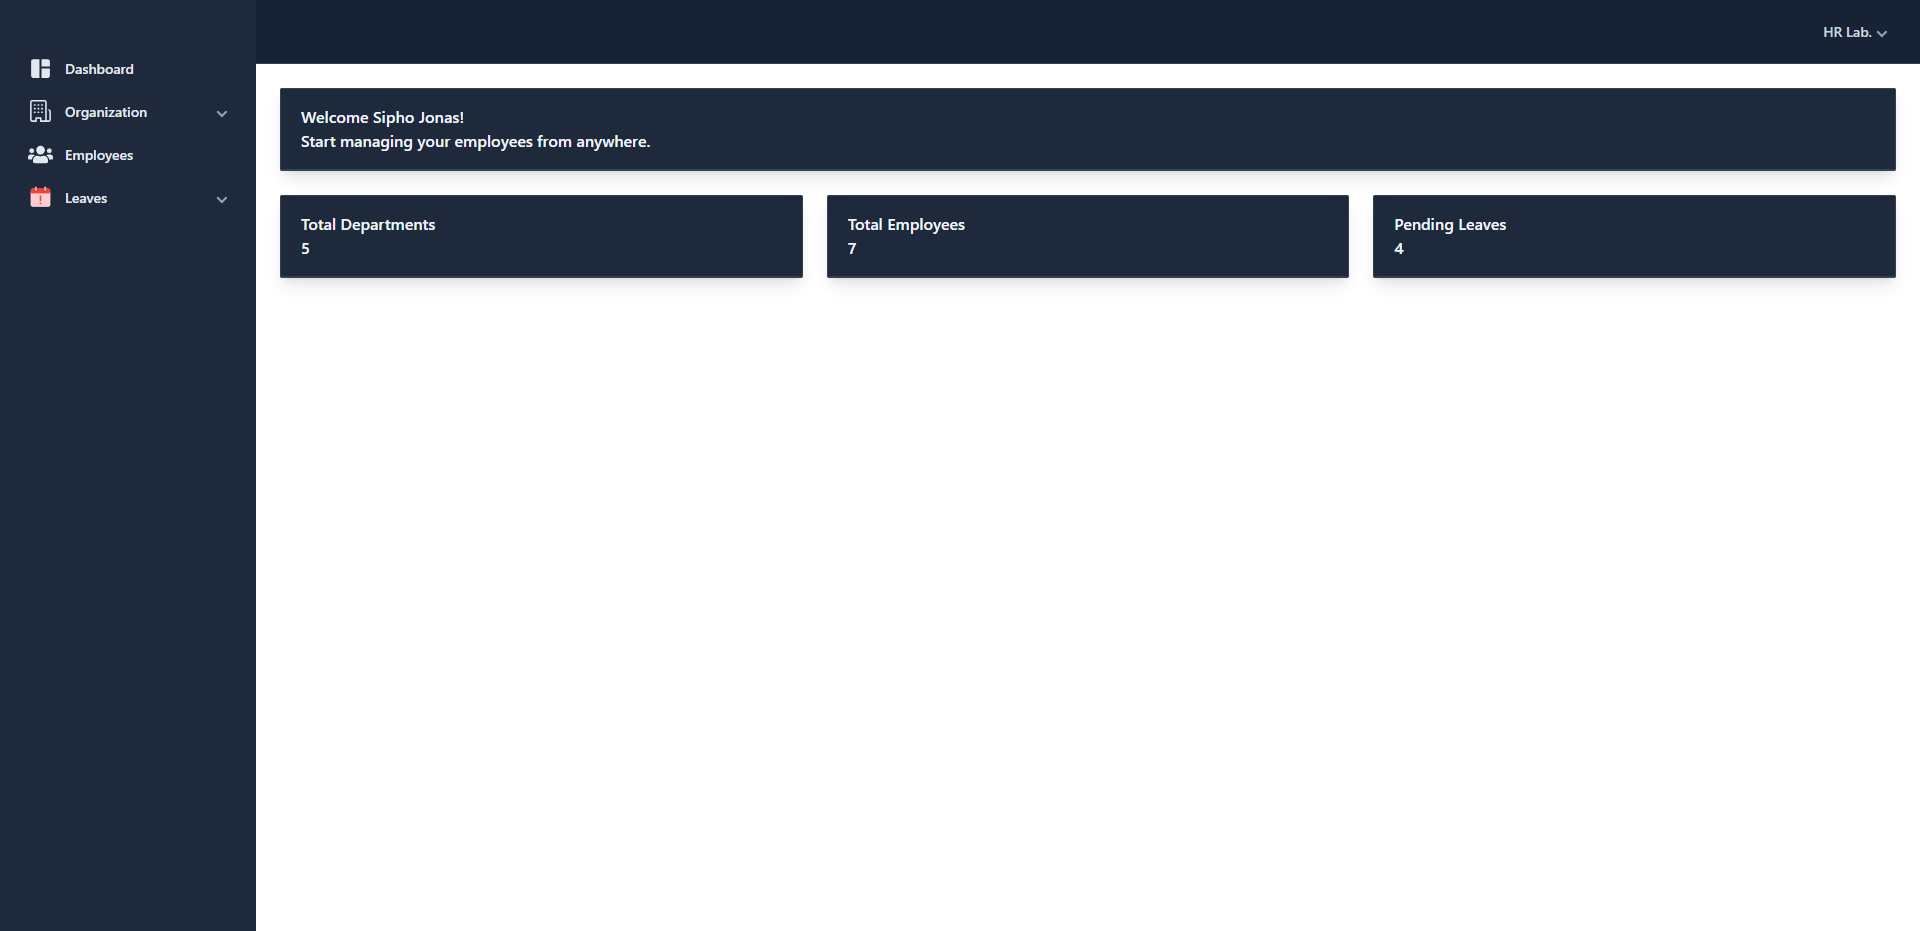 HR Lab.
Dashboard
Organization
Employees
Leaves
Welcome Sipho Jonas!
Start managing your employees from anywhere.
Total Departments
5
Total Employees
7
Pending Leaves
4